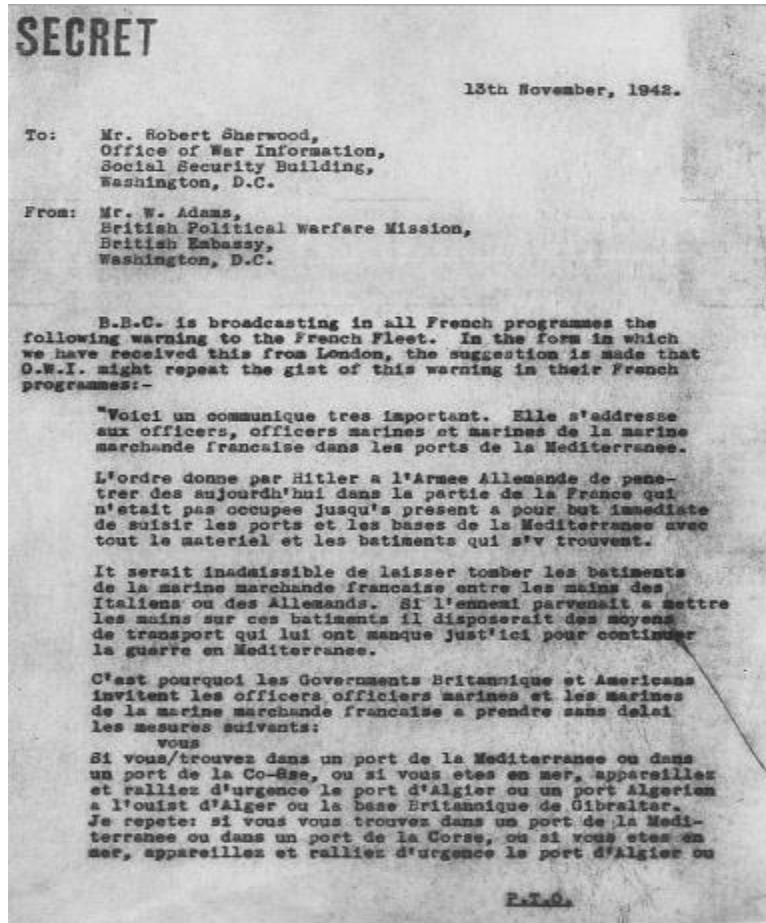 SECRET
13th November, 1942.
To: Mr. Robert Sherwood,
Office of War Information,
Social Security Building,
Washington, D.C.
From: Mr. W. Adams,
British Political Warfare Mission,
British Embassy,
Washington, D.C.
B.B.C. is broadcasting in all French programmes the
following warning to the French Fleet. In the form in which
we have received this from London, the suggestion is made that
O.W.I. might repeat the gist of this warning in their French
programmes:-
"Voici un communique tres important. Elle s'addresse
aux officers, officers marines et marines de la marine
marchande francaise dans les ports de la Mediterranee.
L'ordre donne par Hitler a l'Armee Allemande de pene-
trer des aujourdh'hui dans la partie de la France qui
n'etait pas occupee jusqu's present a pour but immediate
de suisir les ports et les bases de la Mediterranee avec
tout le materiel et les batiments qui s'v trouvent.
It serait inadmissible de laisser tomber les batiments
de la marine marchande francaise entre les mains des
Italiens ou des Allemands. Si l'ennemi parvenait a mettre
les mains sur ces batiments il disposerait des moyens
de transport qui lui ont manque just'ici pour continuer
la guerre en Mediterranee.
C'est pourquoi les Governments Britannique et Americans
invitent les officers officiers marines et les marines
de la marine marchande francaise a prendre sans delai
les mesures suivants:
vous
Si vous/trouvez dans un port de la Mediterranee ou dans
un port de la Co-Rse, ou si vous etes en mer, appareillez
et ralliez d'urgence le port d'Algier ou un port Algerien
a l'ouist d'Alger ou la base Britannique de Gibraltar.
Je repete: si vous vous trouvez dans un port de la Medi-
terranee ou dans un port de la Corse, ou si vous etes en
mer, appareillez et ralliez d'urgence le port d'Algier ou
P.T.O.